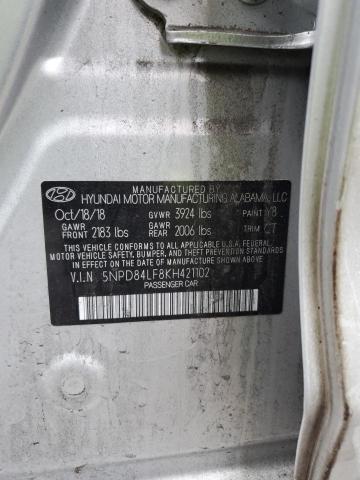 MANUFACTURED BY
HYUNDAI MOTOR MANUFACTURING ALABAMA, LLC
Oct/18/18 GVWR 3924 lbs PAINT Y8
GAWR FRONT 2183 lbs GAWR REAR 2006 lbs TRIM CT
THIS VEHICLE CONFORMS TO ALL APPLICABLE U.S.A. FEDERAL
MOTOR VEHICLE SAFETY, BUMPER, AND
THEFT PREVENTION STANDARDS IN EFFECT ON
THE DATE OF MANUFACTURE SHOWN ABOVE.
V.I.N 5NPD84LF8KH421102
PASSENGER CAR